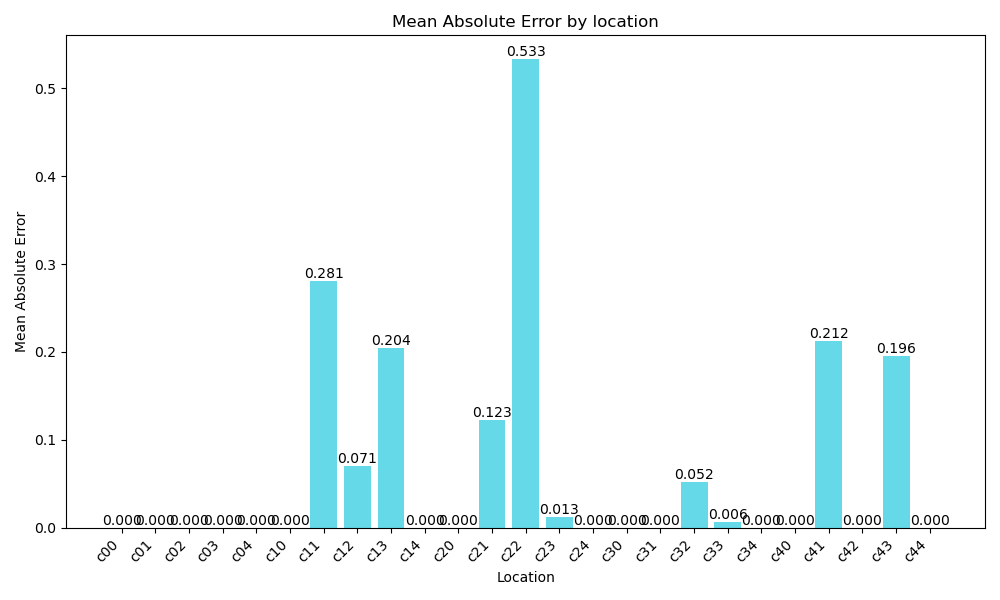 Mean Absolute Error by location
Mean Absolute Error
0.5
0.4
0.3
0.2
0.1
0.0
0.000
0.000
0.000
0.000
0.000
0.000
0.281
0.071
0.204
0.000
0.000
0.123
0.533
0.013
0.000
0.000
0.000
0.052
0.006
0.000
0.000
0.212
0.000
0.196
0.000
c00
c01
c02
c03
c04
c10
c11
c12
c13
c14
c20
c21
c22
c23
c24
c30
c31
c32
c33
c34
c40
c41
c42
c43
c44
Location